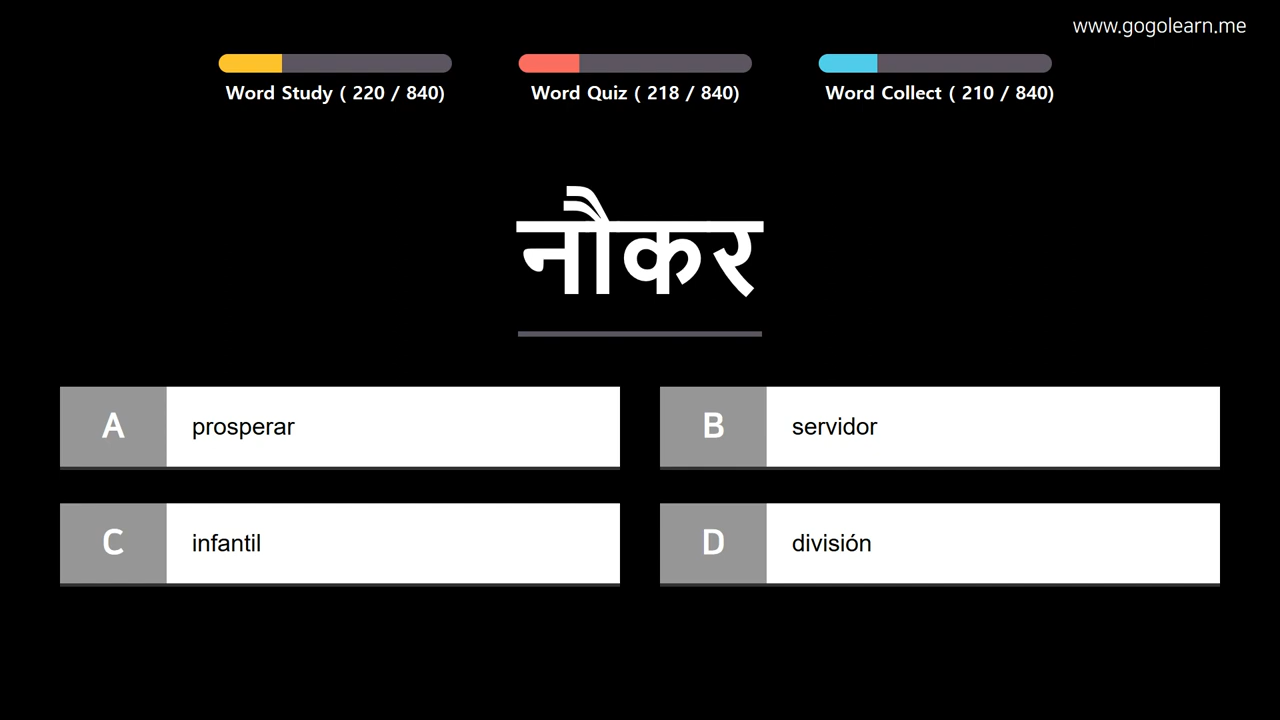 www.gogolearn.me
Word Study ( 220 / 840)
Word Quiz ( 218 / 840)
Word Collect ( 210 / 840)
नौकर
A prosperar
B servidor
C infantil
D división